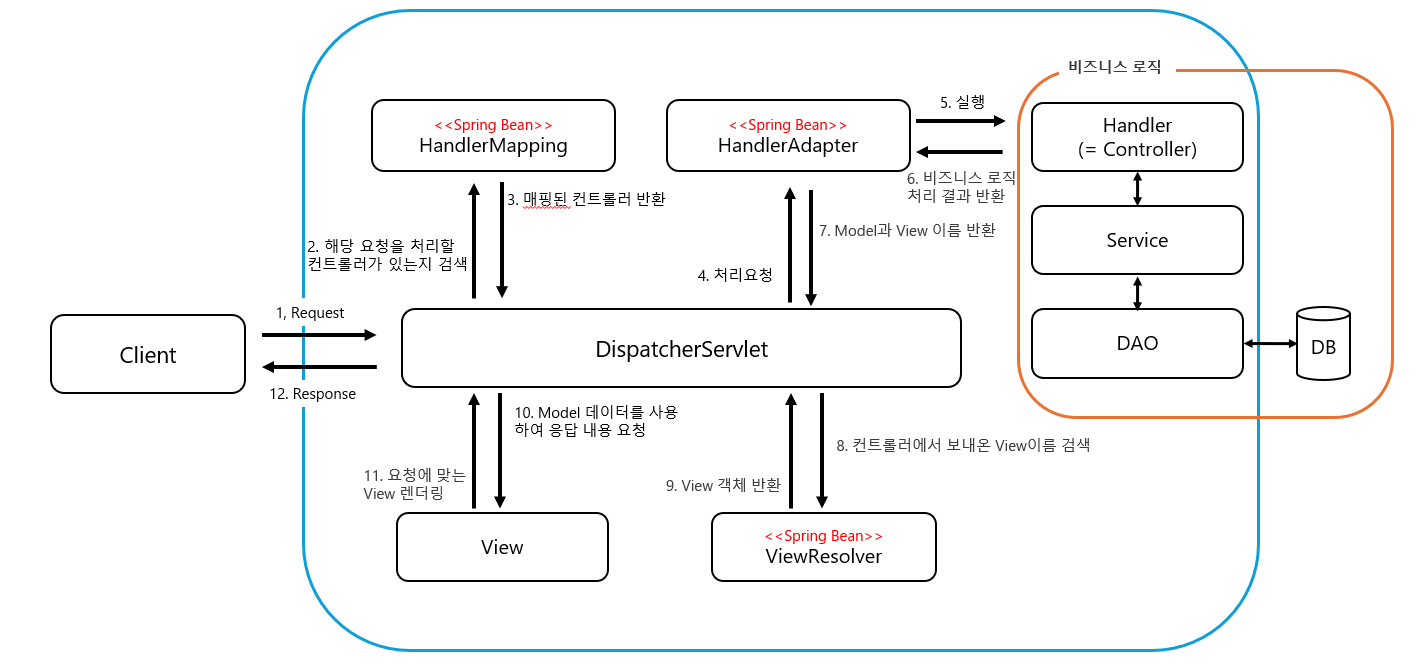 비즈니스 로직
<<Spring Bean>>
HandlerMapping
<<Spring Bean>>
HandlerAdapter
5. 실행
Handler
(= Controller)
6. 비즈니스 로직
처리 결과 반환
3. 매핑된 컨트롤러 반환
7. Model과 View 이름 반환
Service
2. 해당 요청을 처리할
컨트롤러가 있는지 검색
4. 처리요청
1, Request
Client
DispatcherServlet
DAO
DB
12. Response
10. Model 데이터를 사용
하여 응답 내용 요청
8. 컨트롤러에서 보내온 View이름 검색
11. 요청에 맞는
View 렌더링
9. View 객체 반환
View
<<Spring Bean>>
ViewResolver